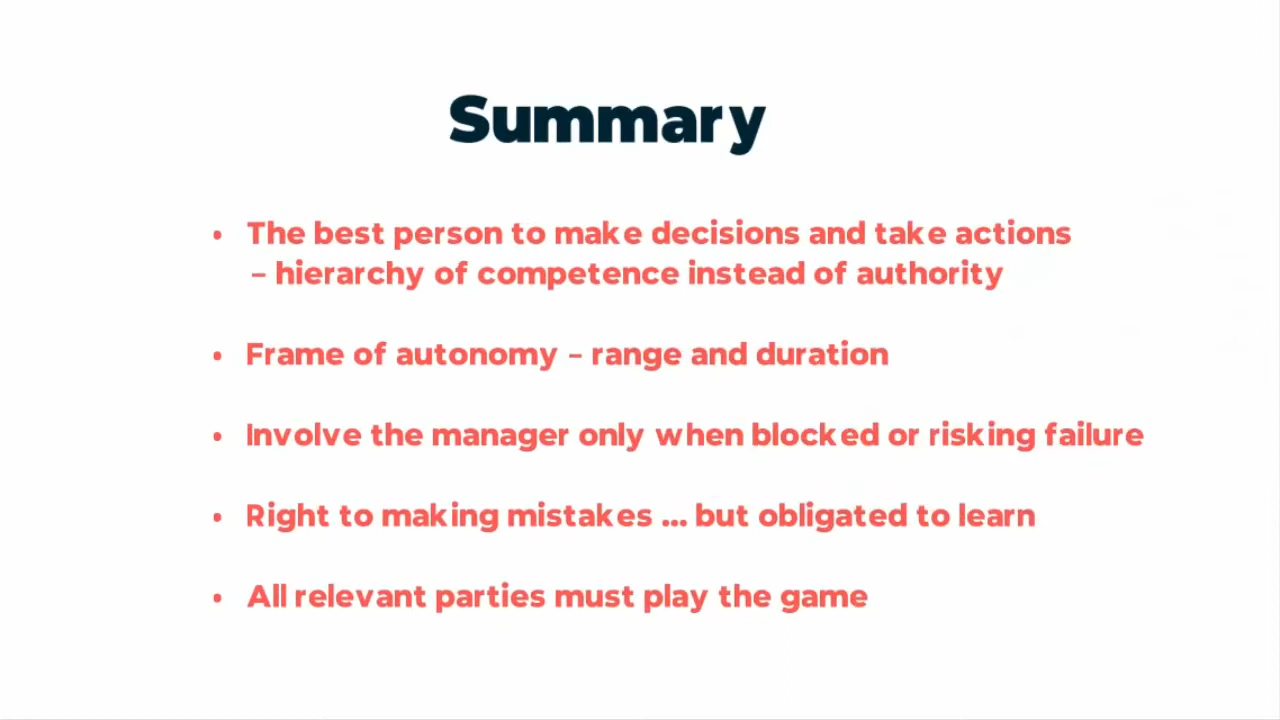 Summary
• The best person to make decisions and take actions
– hierarchy of competence instead of authority
• Frame of autonomy – range and duration
• Involve the manager only when blocked or risking failure
• Right to making mistakes ... but obligated to learn
• All relevant parties must play the game